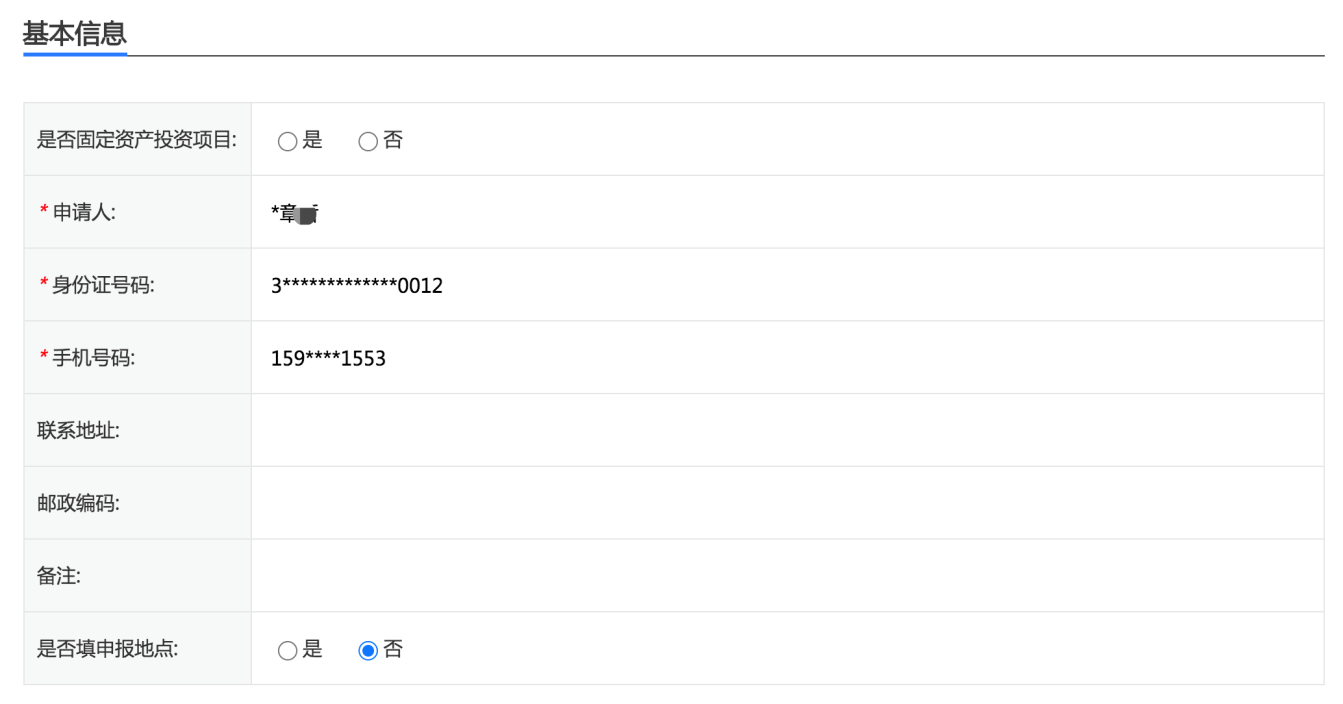 基本信息
是否固定资产投资项目: 是 否
* 申请人: *章
* 身份证号码: 3*************0012
* 手机号码: 159****1553
联系地址:
邮政编码:
备注:
是否填申报地点: 是 否